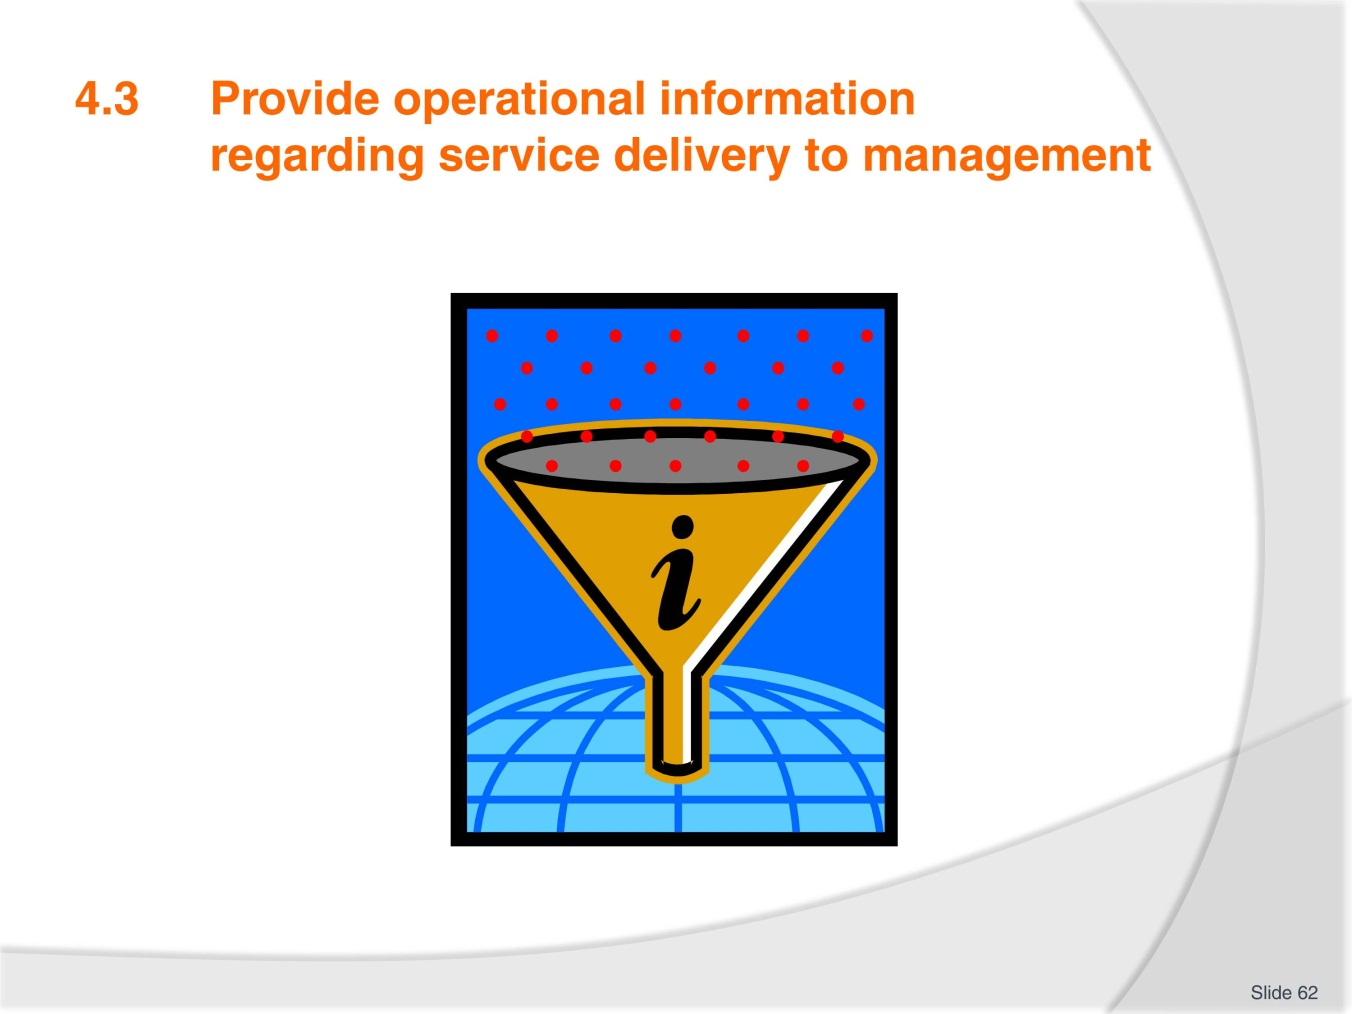 4.3 Provide operational information
regarding service delivery to management
i
Slide 62